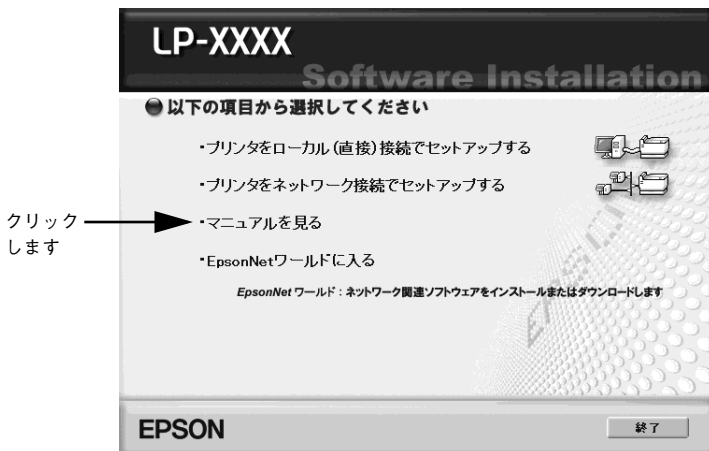 LP-XXXX
Software Installation
以下の項目から選択してください
・プリンタをローカル(直接)接続でセットアップする
・プリンタをネットワーク接続でセットアップする
クリック
します
・マニュアルを見る
・EpsonNetワールドに入る
EpsonNet ワールド：ネットワーク関連ソフトウェアをインストールまたはダウンロードします
EPSON
EPSON
終了